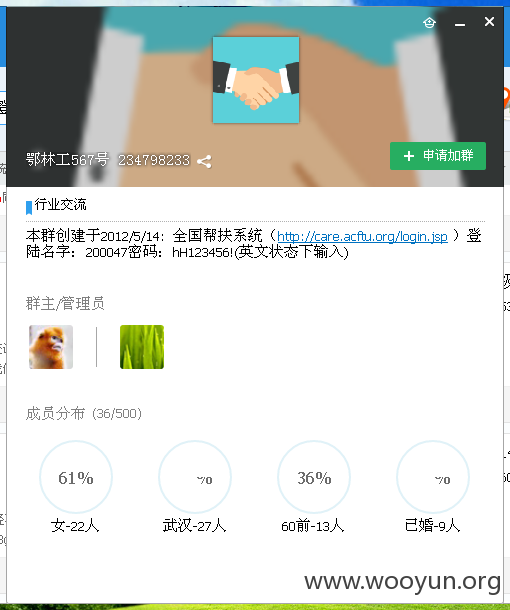 鄂林工567号 234798233
申请加群
行业交流
本群创建于2012/5/14: 全国帮扶系统（http://care.acftu.org/login.jsp ）登
陆名字：200047密码：hH123456!(英文状态下输入)
群主/管理员
成员分布 (36/500)
61%
36%
女-22人
武汉-27人
60前-13人
已婚-9人
www.wooyun.org